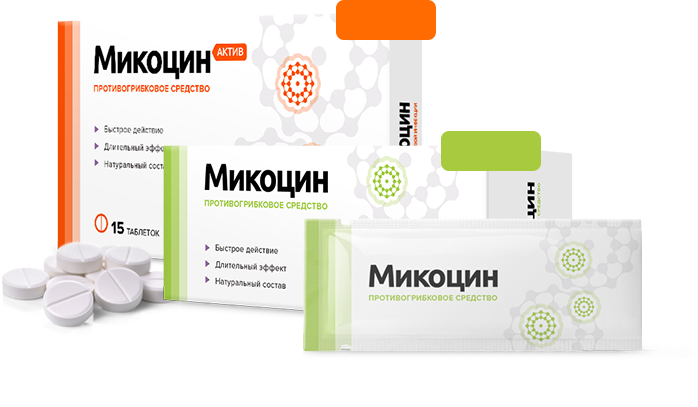 Микоцин АКТИВ
ПРОТИВОГРИБКОВОЕ СРЕДСТВО
Быстрое действие
Длительный
Натуральный
15 ТАБЛЕТОК
Микоцин
ПРОТИВОГРИБКОВОЕ СРЕДСТВО
Быстрое действие
Длительный эффект
Натуральный состав
Микоцин
ПРОТИВОГРИБКОВОЕ СРЕДСТВО